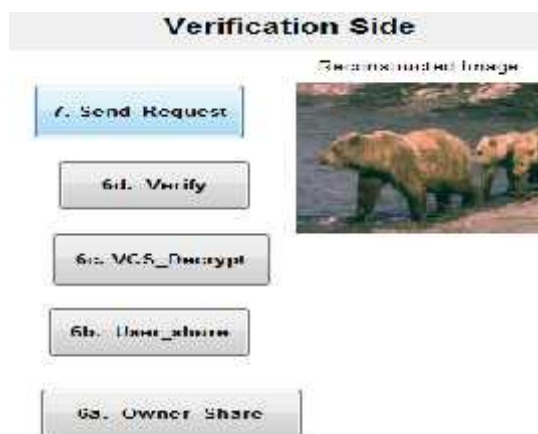 Verification Side
Reconstructed Image
7. Send Request
6d. Verify
6c. VCS_Decrypt
6b. User_share
6a. Owner Share